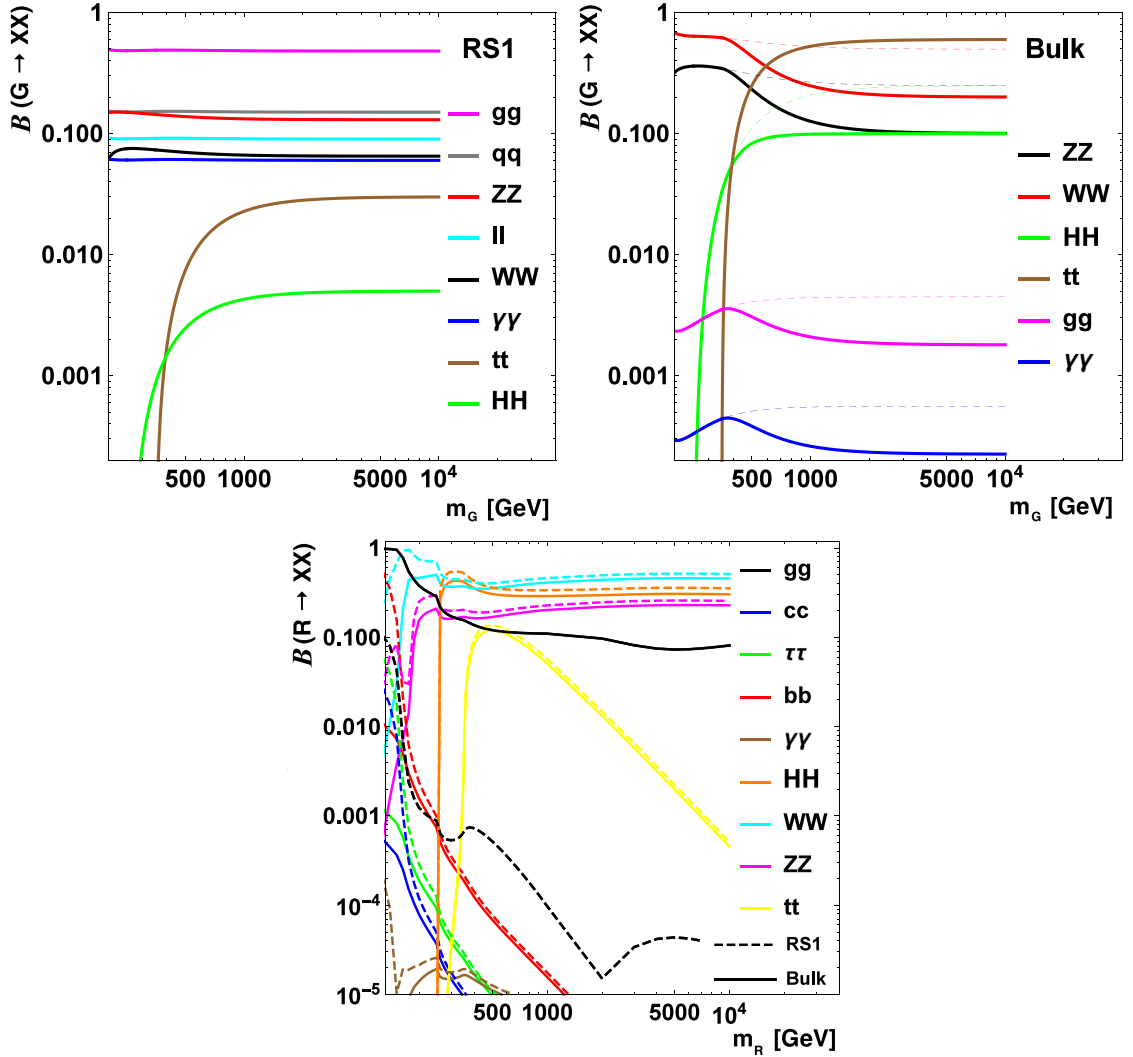 B (G → XX)
1
0.100
0.010
0.001
RS1
gg
qq
ZZ
ll
WW
γγ
tt
HH
500
1000
5000
10⁴
m_G [GeV]
B (G → XX)
1
0.100
0.010
0.001
Bulk
ZZ
WW
HH
tt
gg
γγ
500
1000
5000
10⁴
m_G [GeV]
B (R → XX)
1
0.100
0.010
0.001
10⁻⁴
10⁻⁵
gg
cc
ττ
bb
γγ
HH
WW
ZZ
tt
RS1
Bulk
500
1000
5000
10⁴
m_R [GeV]